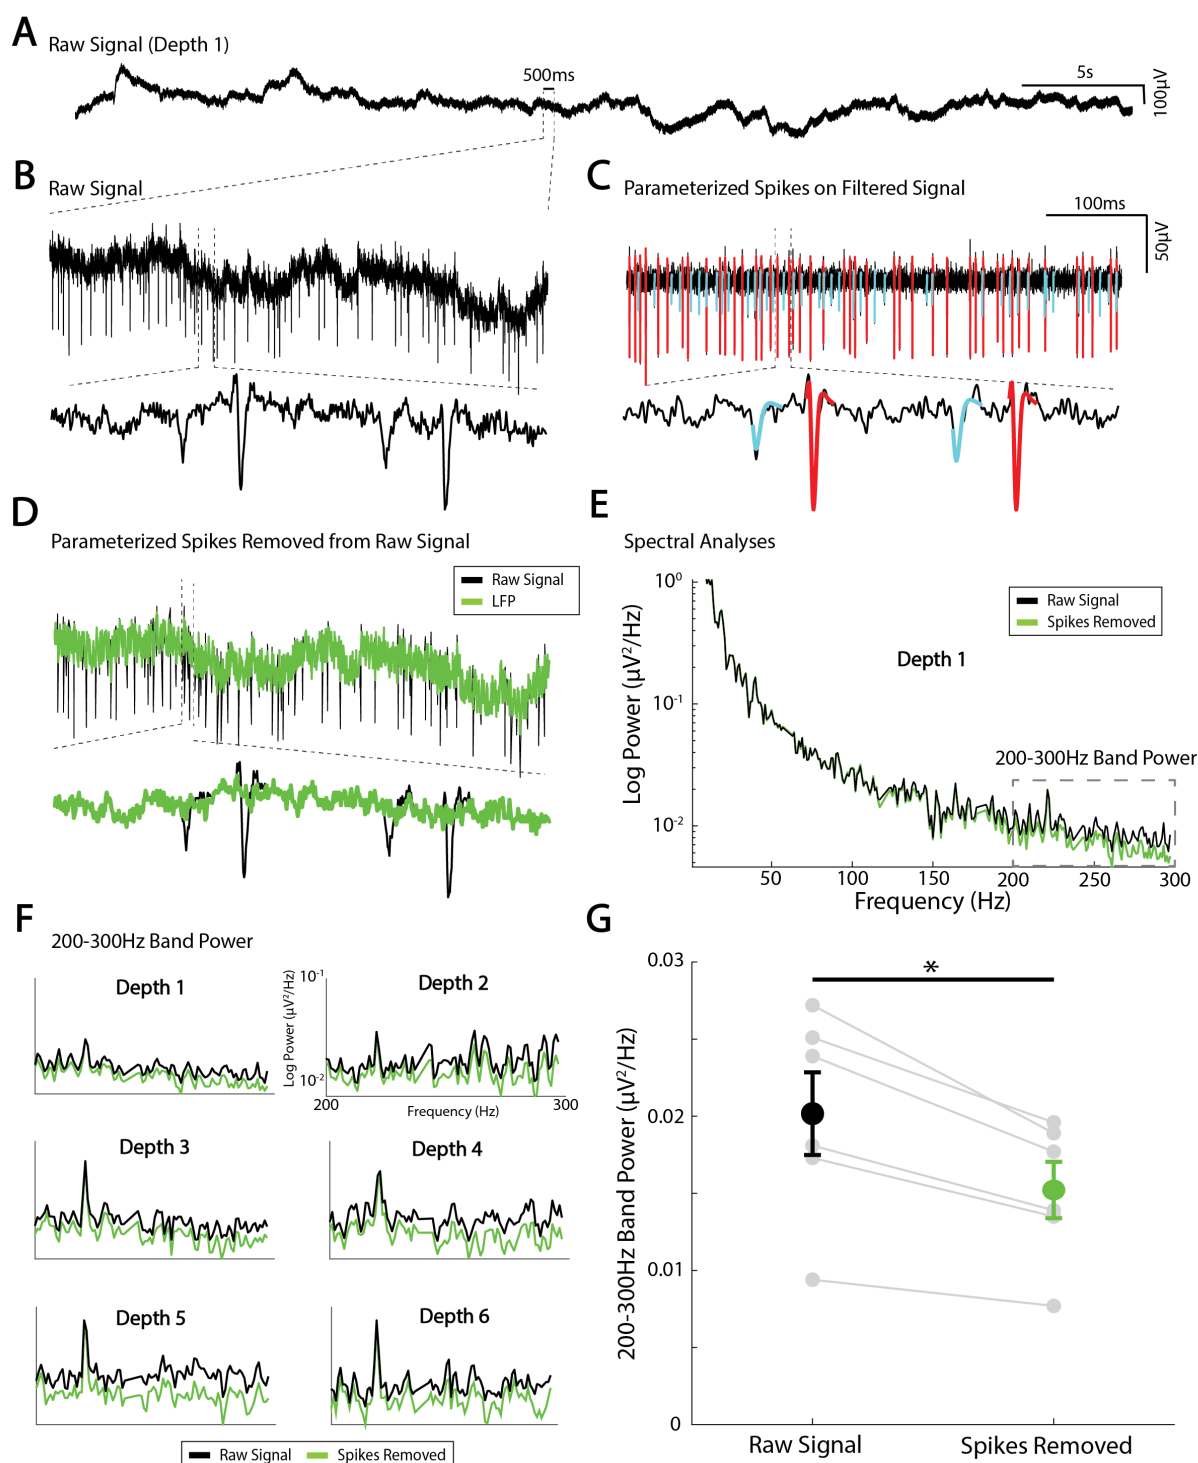 A
Raw Signal (Depth 1)
500ms
5s
100µV
B
Raw Signal
C
Parameterized Spikes on Filtered Signal
100ms
50µV
D
Parameterized Spikes Removed from Raw Signal
Raw Signal
LFP
E
Spectral Analyses
Log Power (µV²/Hz)
10⁰
10⁻¹
10⁻²
Raw Signal
Spikes Removed
Depth 1
200-300Hz Band Power
50
100
150
200
250
300
Frequency (Hz)
F
200-300Hz Band Power
Depth 1
Log Power (µV²/Hz)
10⁻¹
10⁻²
Depth 2
200
300
Frequency (Hz)
Depth 3
Depth 4
Depth 5
Depth 6
Raw Signal
Spikes Removed
G
200-300Hz Band Power (µV²/Hz)
0.03
0.02
0.01
0
*
Raw Signal
Spikes Removed